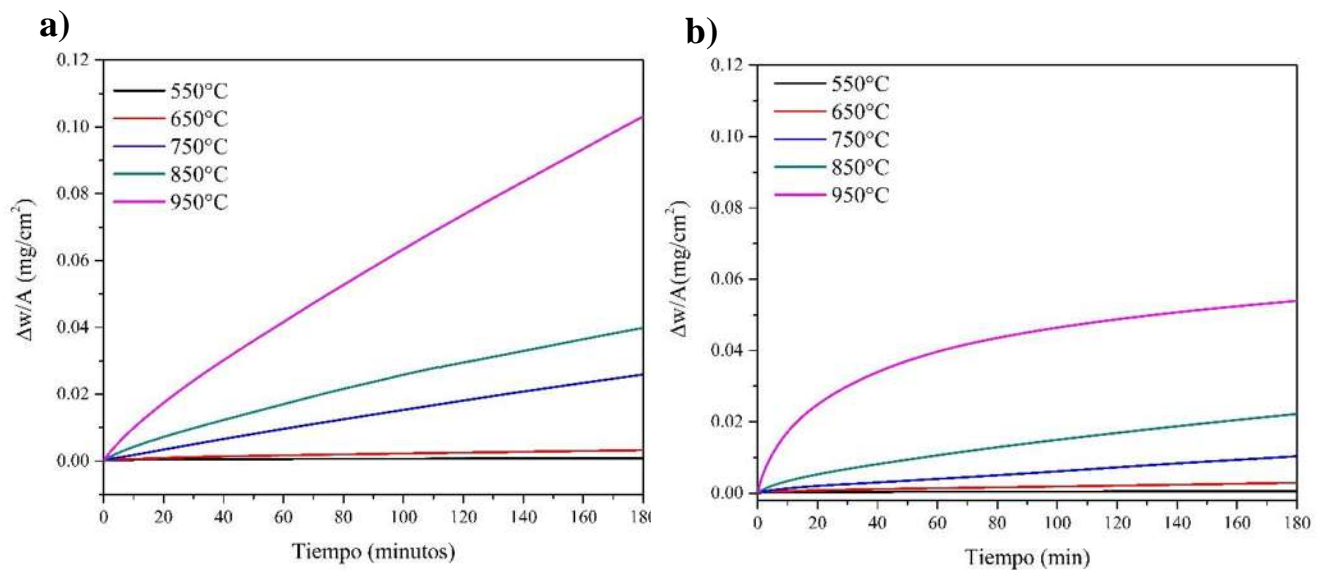 a)
0.12
0.10
0.08
0.06
0.04
0.02
0.00
Δw/A (mg/cm²)
550°C
650°C
750°C
850°C
950°C
0 20 40 60 80 100 120 140 160 180
Tiempo (minutos)
b)
0.12
0.10
0.08
0.06
0.04
0.02
0.00
Δw/A(mg/cm²)
550°C
650°C
750°C
850°C
950°C
0 20 40 60 80 100 120 140 160 180
Tiempo (min)